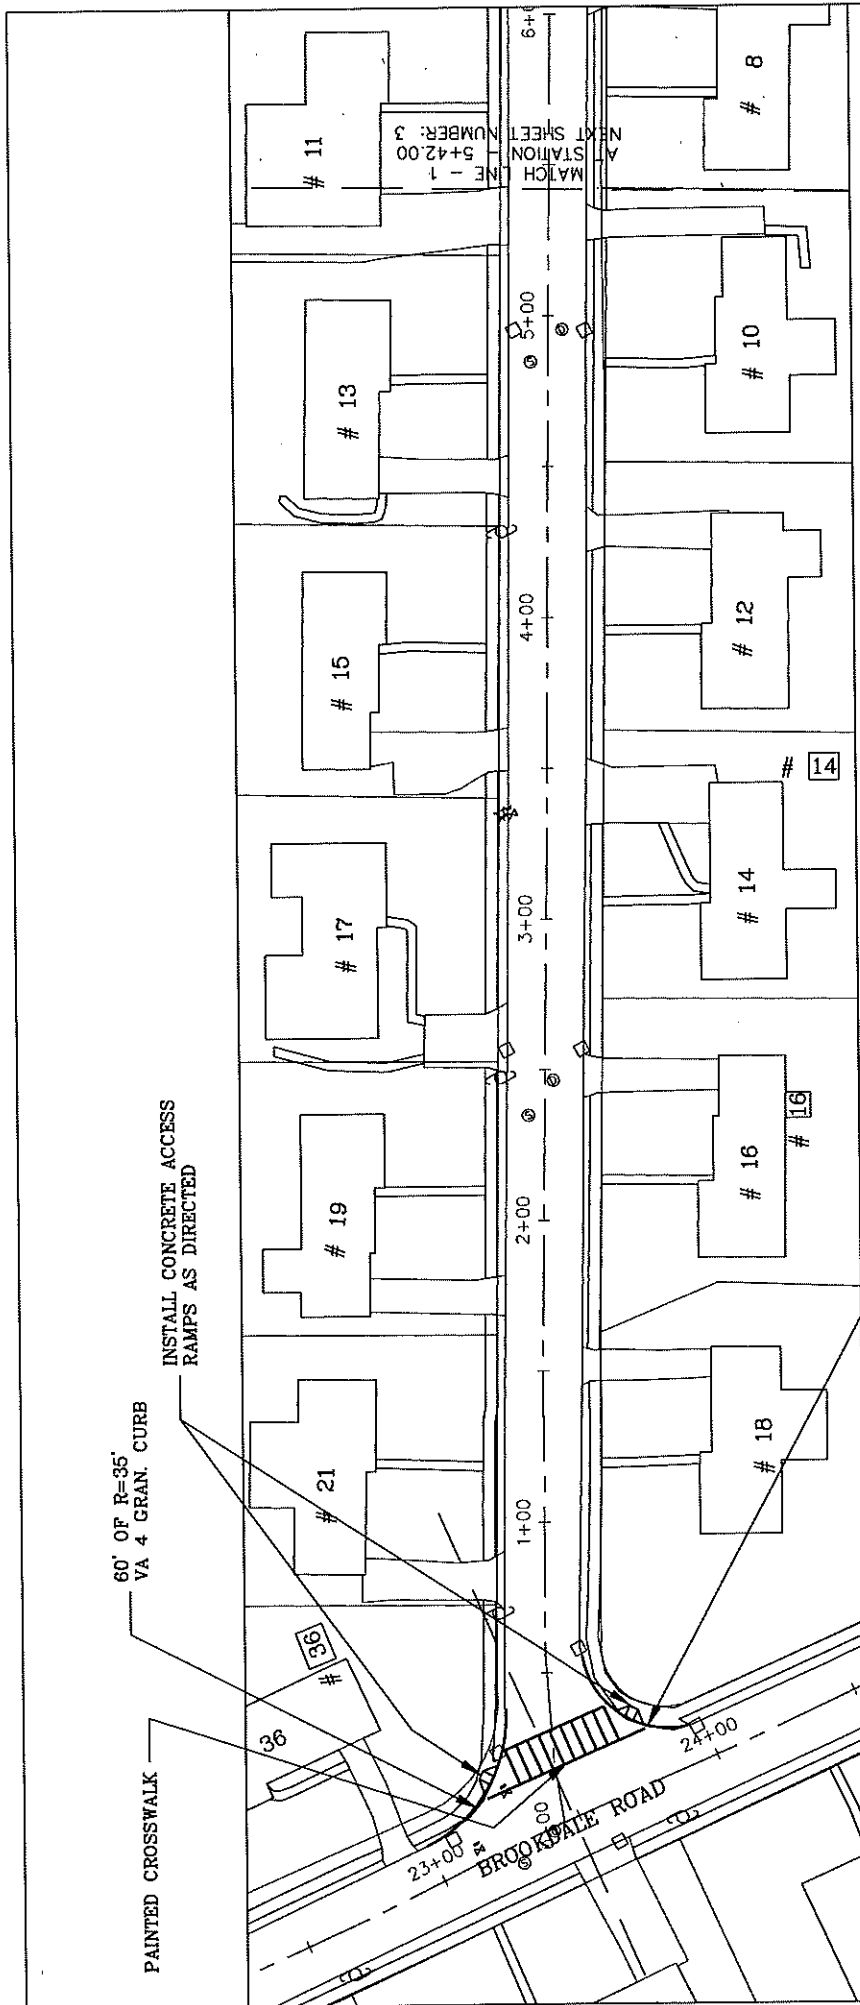 6+0
# 11
# 8
MATCH LINE - 1
AT STATION - 5+42.00
NEXT SHEET NUMBER: 3
5+00
# 13
# 10
4+00
# 15
# 12
# 14
3+00
# 17
# 14
INSTALL CONCRETE ACCESS
RAMPS AS DIRECTED
# 16
2+00
# 19
# 16
60' OF R=35'
VA 4 GRAN. CURB
# 21
1+00
# 18
# 36
36
PAINTED CROSSWALK
23+00
24+00
BROOKDALE ROAD